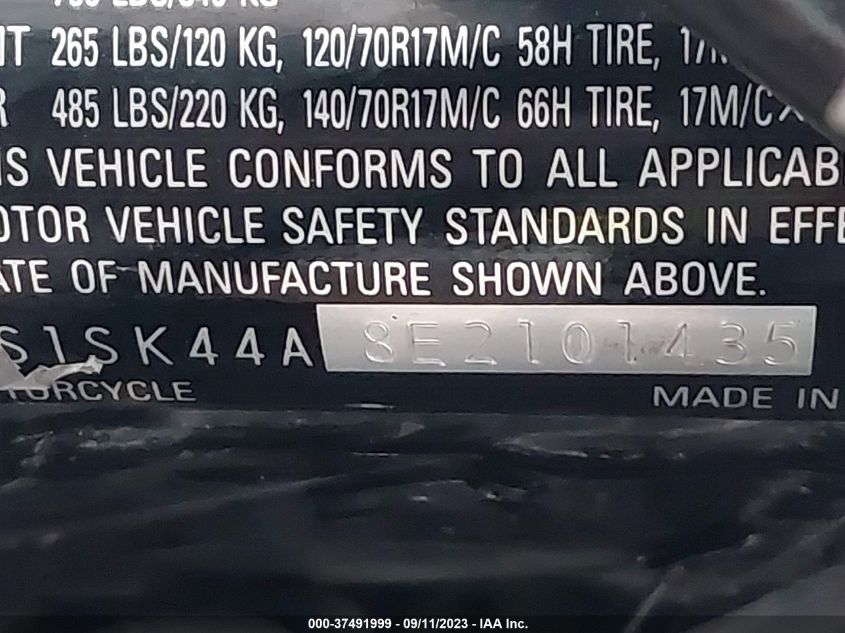 265 LBS/120 KG, 120/70R17M/C 58H TIRE,
485 LBS/220 KG, 140/70R17M/C 66H TIRE, 17M/C X
VEHICLE CONFORMS TO ALL APPLICAB
OTOR VEHICLE SAFETY STANDARDS IN EFFE
ATE OF MANUFACTURE SHOWN ABOVE.
S1SK44A 8E2101435
ORCYCLE MADE IN
000-37491999 - 09/11/2023 - IAA Inc.